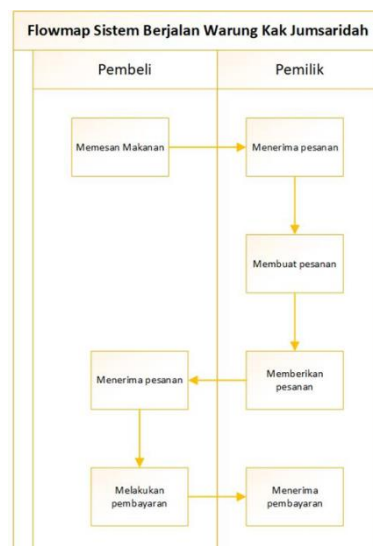 Flowmap Sistem Berjalan Warung Kak Jumsaridah
Pembeli
Pemilik
Memesan Makanan
Menerima pesanan
Membuat pesanan
Memberikan
pesanan
Menerima pesanan
Melakukan
pembayaran
Menerima
pembayaran